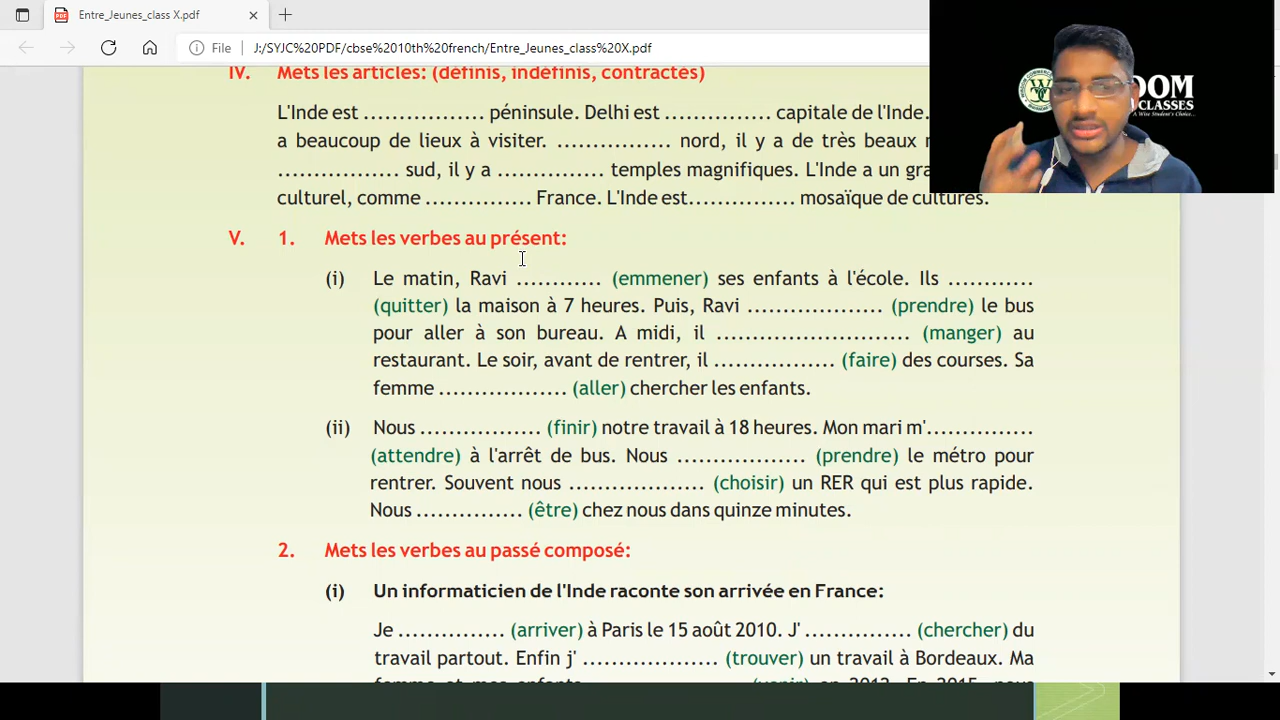 Entre_Jeunes_class X.pdf
File J:/SYJC%20PDF/cbse%2010th%20french/Entre_Jeunes_class%20X.pdf
IV. Mets les articles: (définis, indéfinis, contractés)
L'Inde est ................ péninsule. Delhi est .............. capitale de l'Inde.
a beaucoup de lieux à visiter. ............... nord, il y a de très beaux
................. sud, il y a .............. temples magnifiques. L'Inde a un
culturel, comme .............. France. L'Inde est.............. mosaïque de cultures.
V. 1. Mets les verbes au présent:
(i) Le matin, Ravi ............ (emmener) ses enfants à l'école. Ils ............
(quitter) la maison à 7 heures. Puis, Ravi .................. (prendre) le bus
pour aller à son bureau. A midi, il .......................... (manger) au
restaurant. Le soir, avant de rentrer, il ................ (faire) des courses. Sa
femme .................. (aller) chercher les enfants.
(ii) Nous ................. (finir) notre travail à 18 heures. Mon mari m'...............
(attendre) à l'arrêt de bus. Nous .................. (prendre) le métro pour
rentrer. Souvent nous ................... (choisir) un RER qui est plus rapide.
Nous ............... (être) chez nous dans quinze minutes.
2. Mets les verbes au passé composé:
(i) Un informaticien de l'Inde raconte son arrivée en France:
Je ............... (arriver) à Paris le 15 août 2010. J' .............. (chercher) du
travail partout. Enfin j' ................... (trouver) un travail à Bordeaux. Ma
DOM
CLASSES
A Wise Student's Choice...